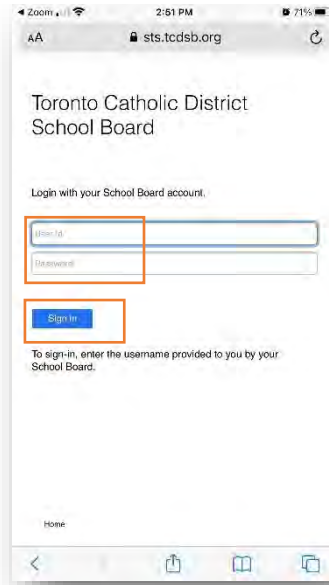 Zoom
2:51 PM
71%
AA
sts.tcdsb.org
Toronto Catholic District
School Board
Login with your School Board account.
User Id
Password
Sign In
To sign-in, enter the username provided to you by your
School Board.
Home